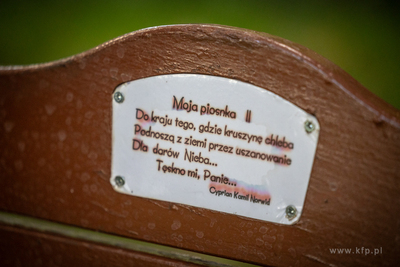 Moja piosnka II
Do kraju tego, gdzie kruszynę chleba
Podnoszą z ziemi przez uszanowanie
Dla darów Nieba...
Tęskno mi, Panie...
Cyprian Kamil Norwid
www.kfp.pl